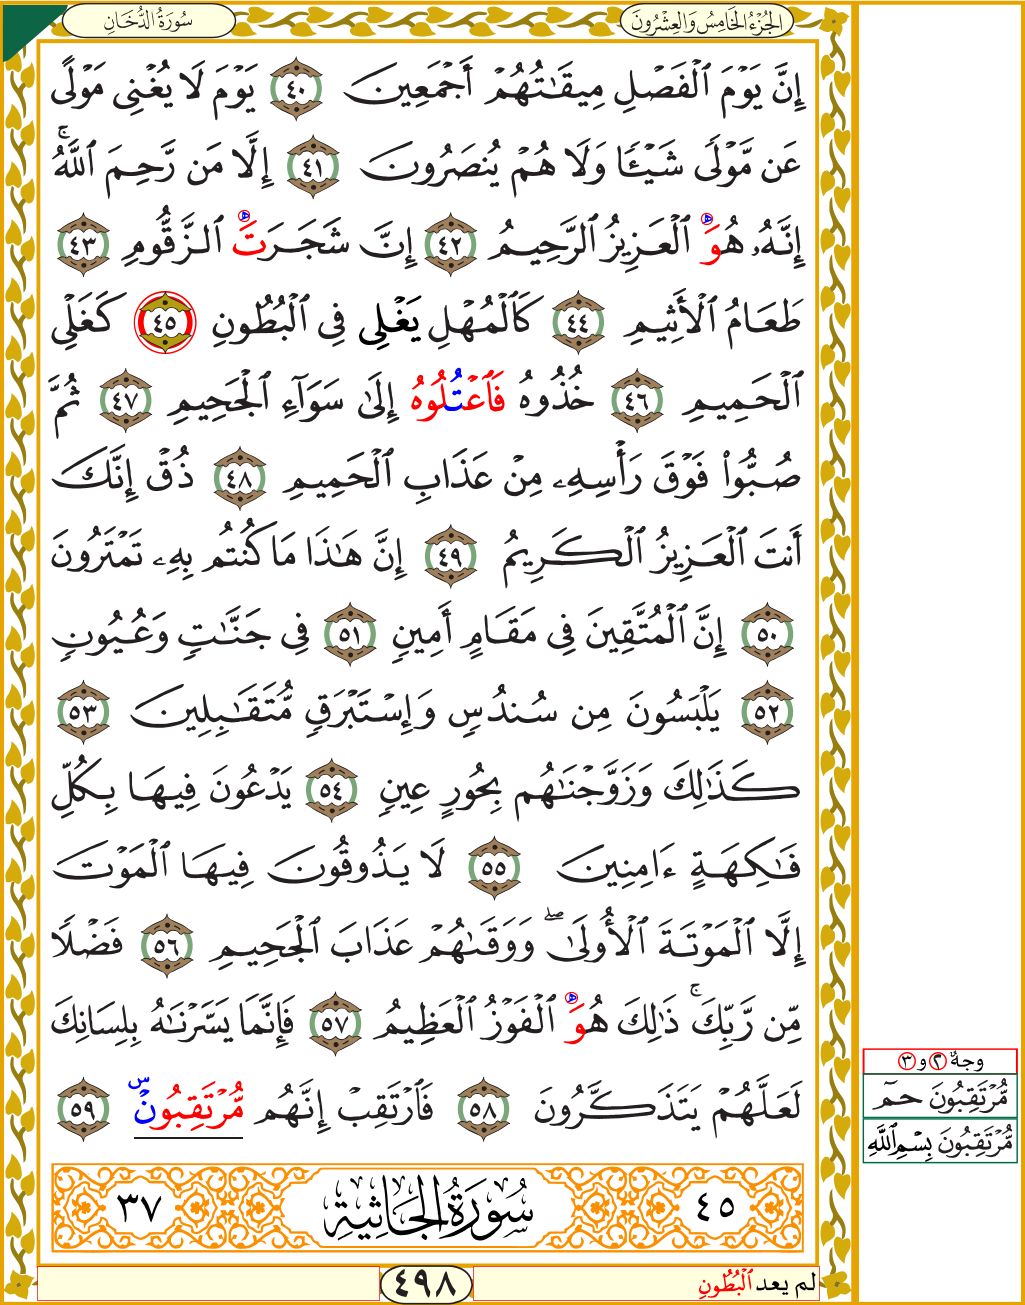 سُورَةُ الدُّخَانِ
الجُزْءُ الخَامِسُ وَالعِشْرُونَ
إِنَّ يَوْمَ ٱلْفَصْلِ مِيقَـٰتُهُمْ أَجْمَعِينَ ٤٠ يَوْمَ لَا يُغْنِى مَوْلًى
عَن مَّوْلًى شَيْـًٔا وَلَا هُمْ يُنصَرُونَ ٤١ إِلَّا مَن رَّحِمَ ٱللَّهُۚ
إِنَّهُۥ هُوَ ٱلْعَزِيزُ ٱلرَّحِيمُ ٤٢ إِنَّ شَجَرَتَ ٱلزَّقُّومِ ٤٣
طَعَامُ ٱلْأَثِيمِ ٤٤ كَٱلْمُهْلِ يَغْلِى فِى ٱلْبُطُونِ ٤٥ كَغَلْىِ
ٱلْحَمِيمِ ٤٦ خُذُوهُ فَٱعْتُلُوهُ إِلَىٰ سَوَآءِ ٱلْجَحِيمِ ٤٧ ثُمَّ
صُبُّوا۟ فَوْقَ رَأْسِهِۦ مِنْ عَذَابِ ٱلْحَمِيمِ ٤٨ ذُقْ إِنَّكَ
أَنتَ ٱلْعَزِيزُ ٱلْكَرِيمُ ٤٩ إِنَّ هَـٰذَا مَا كُنتُم بِهِۦ تَمْتَرُونَ
٥٠ إِنَّ ٱلْمُتَّقِينَ فِى مَقَامٍ أَمِينٍ ٥١ فِى جَنَّـٰتٍ وَعُيُونٍ
٥٢ يَلْبَسُونَ مِن سُندُسٍ وَإِسْتَبْرَقٍ مُّتَقَـٰبِلِينَ ٥٣
كَذَٰلِكَ وَزَوَّجْنَـٰهُم بِحُورٍ عِينٍ ٥٤ يَدْعُونَ فِيهَا بِكُلِّ
فَـٰكِهَةٍ ءَامِنِينَ ٥٥ لَا يَذُوقُونَ فِيهَا ٱلْمَوْتَ
إِلَّا ٱلْمَوْتَةَ ٱلْأُولَىٰۖ وَوَقَىٰهُمْ عَذَابَ ٱلْجَحِيمِ ٥٦ فَضْلًا
مِّن رَّبِّكَۚ ذَٰلِكَ هُوَ ٱلْفَوْزُ ٱلْعَظِيمُ ٥٧ فَإِنَّمَا يَسَّرْنَـٰهُ بِلِسَانِكَ
لَعَلَّهُمْ يَتَذَكَّرُونَ ٥٨ فَٱرْتَقِبْ إِنَّهُم مُّرْتَقِبُونَ س ٥٩
وجهٌ ٢ و ٣
مُّرْتَقِبُونَ حمٓ
مُّرْتَقِبُونَ بِسْمِ ٱللَّهِ
٤٥ سُورَةُ الجَاثِيَةِ ٣٧
لم يعد ٱلْبُطُونِ
٤٩٨